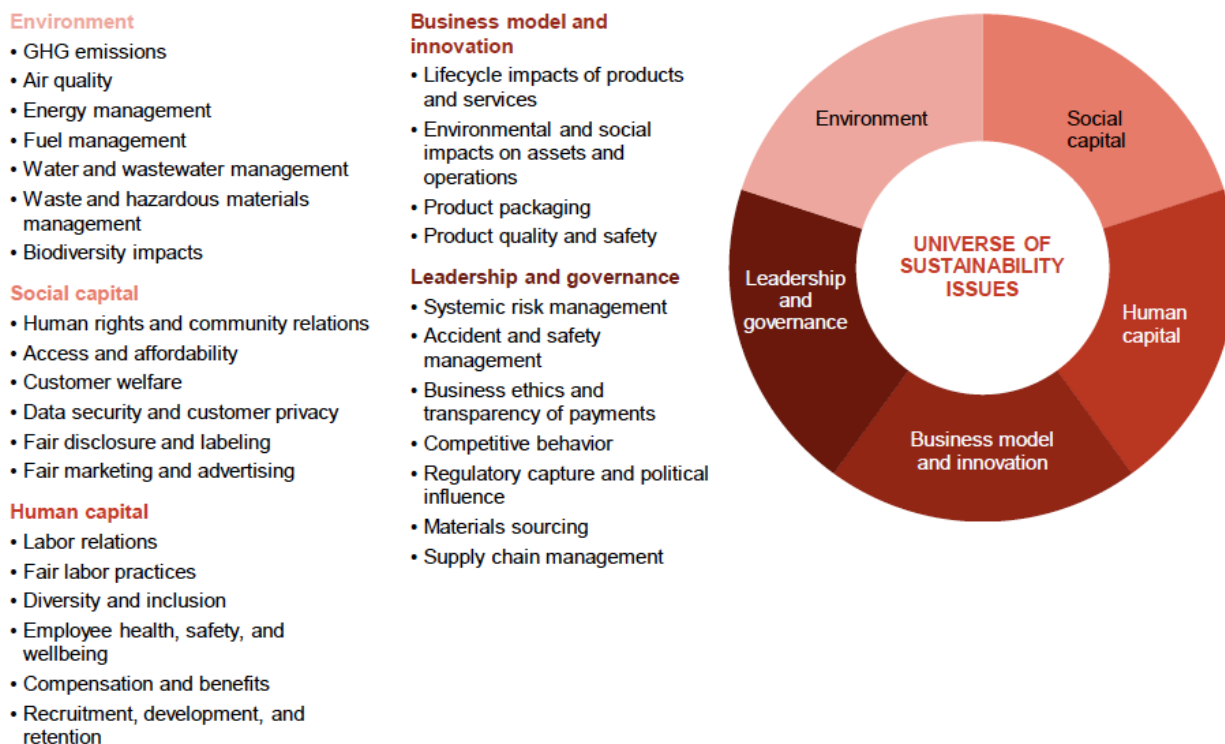 Environment
• GHG emissions
• Air quality
• Energy management
• Fuel management
• Water and wastewater management
• Waste and hazardous materials
management
• Biodiversity impacts
Social capital
• Human rights and community relations
• Access and affordability
• Customer welfare
• Data security and customer privacy
• Fair disclosure and labeling
• Fair marketing and advertising
Human capital
• Labor relations
• Fair labor practices
• Diversity and inclusion
• Employee health, safety, and
wellbeing
• Compensation and benefits
• Recruitment, development, and
retention
Business model and
innovation
• Lifecycle impacts of products
and services
• Environmental and social
impacts on assets and
operations
• Product packaging
• Product quality and safety
Leadership and governance
• Systemic risk management
• Accident and safety
management
• Business ethics and
transparency of payments
• Competitive behavior
• Regulatory capture and political
influence
• Materials sourcing
• Supply chain management
Environment
Social
capital
Human
capital
Business model
and innovation
Leadership
and
governance
UNIVERSE OF
SUSTAINABILITY
ISSUES